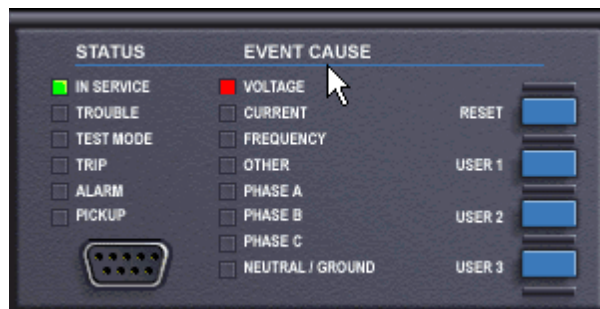 STATUS
IN SERVICE
TROUBLE
TEST MODE
TRIP
ALARM
PICKUP
EVENT CAUSE
VOLTAGE
CURRENT
FREQUENCY
OTHER
PHASE A
PHASE B
PHASE C
NEUTRAL / GROUND
RESET
USER 1
USER 2
USER 3